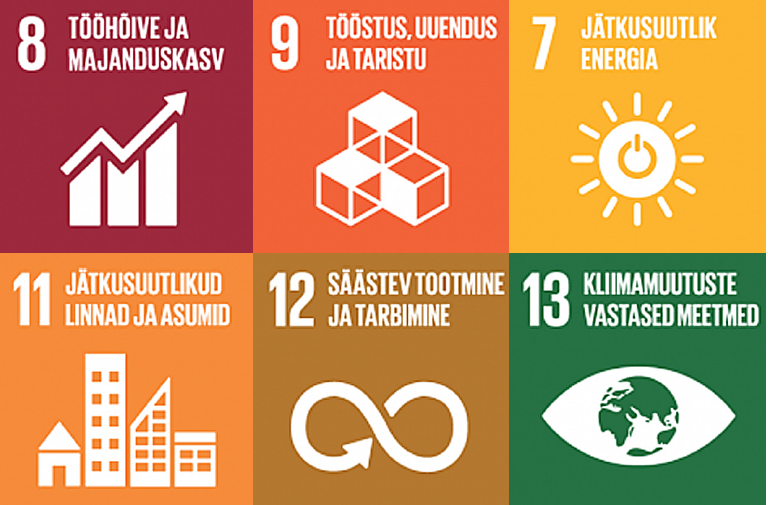 8 TÖÖHÕIVE JA
MAJANDUSKASV
9 TÖÖSTUS, UUENDUS
JA TARISTU
7 JÄTKUSUUTLIK
ENERGIA
11 JÄTKUSUUTLIKUD
LINNAD JA ASUMID
12 SÄÄSTEV TOOTMINE
JA TARBIMINE
13 KLIIMAMUUTUSTE
VASTASED MEETMED